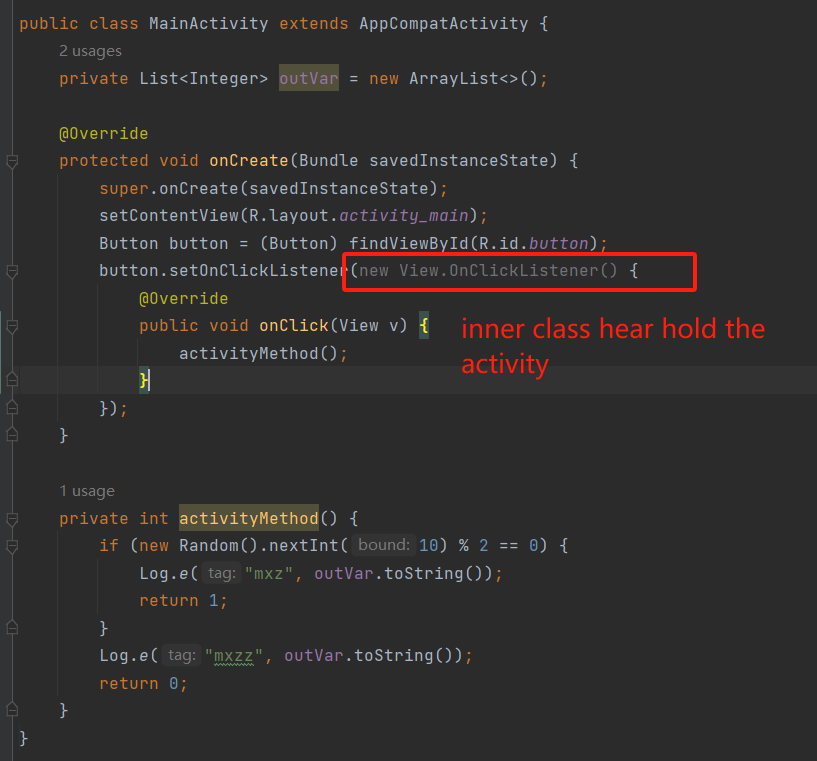 public class MainActivity extends AppCompatActivity {
2 usages
private List<Integer> outVar = new ArrayList<>();
@Override
protected void onCreate(Bundle savedInstanceState) {
super.onCreate(savedInstanceState);
setContentView(R.layout.activity_main);
Button button = (Button) findViewById(R.id.button);
button.setOnClickListener(new View.OnClickListener() {
@Override
public void onClick(View v) {
inner class hear hold the
activityMethod();
activity
}
});
}
1 usage
private int activityMethod() {
if (new Random().nextInt( bound: 10) % 2 == 0) {
Log.e( tag: "mxz", outVar.toString());
return 1;
}
Log.e( tag: "mxzz", outVar.toString());
return 0;
}
}